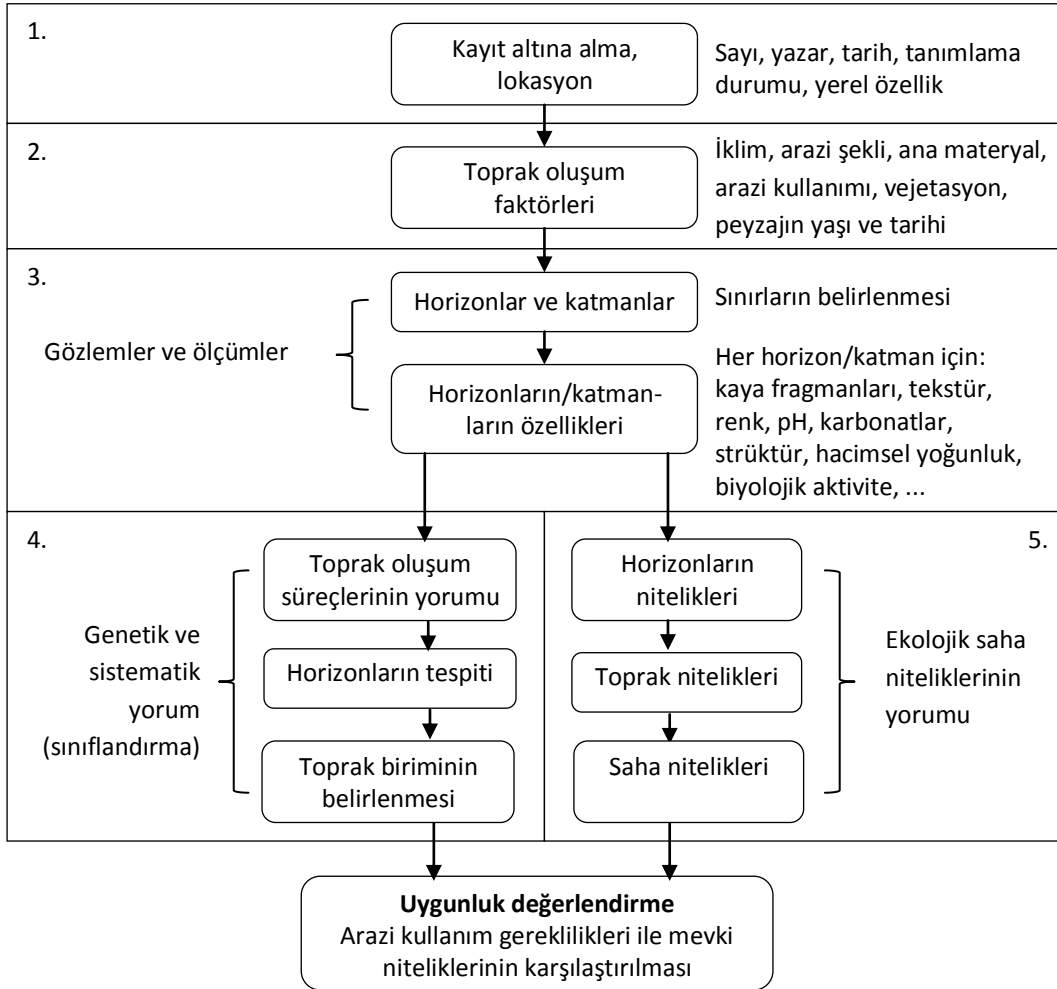 1.
Kayıt altına alma,
lokasyon
Sayı, yazar, tarih, tanımlama
durumu, yerel özellik
2.
Toprak oluşum
faktörleri
İklim, arazi şekli, ana materyal,
arazi kullanımı, vejetasyon,
peyzajın yaşı ve tarihi
3.
Gözlemler ve ölçümler
Horizonlar ve katmanlar
Sınırların belirlenmesi
Horizonların/katman-
ların özellikleri
Her horizon/katman için:
kaya fragmanları, tekstür,
renk, pH, karbonatlar,
strüktür, hacimsel yoğunluk,
biyolojik aktivite, ...
4.
Genetik ve
sistematik
yorum
(sınıflandırma)
Toprak oluşum
süreçlerinin yorumu
Horizonların tespiti
Toprak biriminin
belirlenmesi
5.
Horizonların
nitelikleri
Toprak nitelikleri
Saha nitelikleri
Ekolojik saha
niteliklerinin
yorumu
Uygunluk değerlendirme
Arazi kullanım gereklilikleri ile mevki
niteliklerinin karşılaştırılması